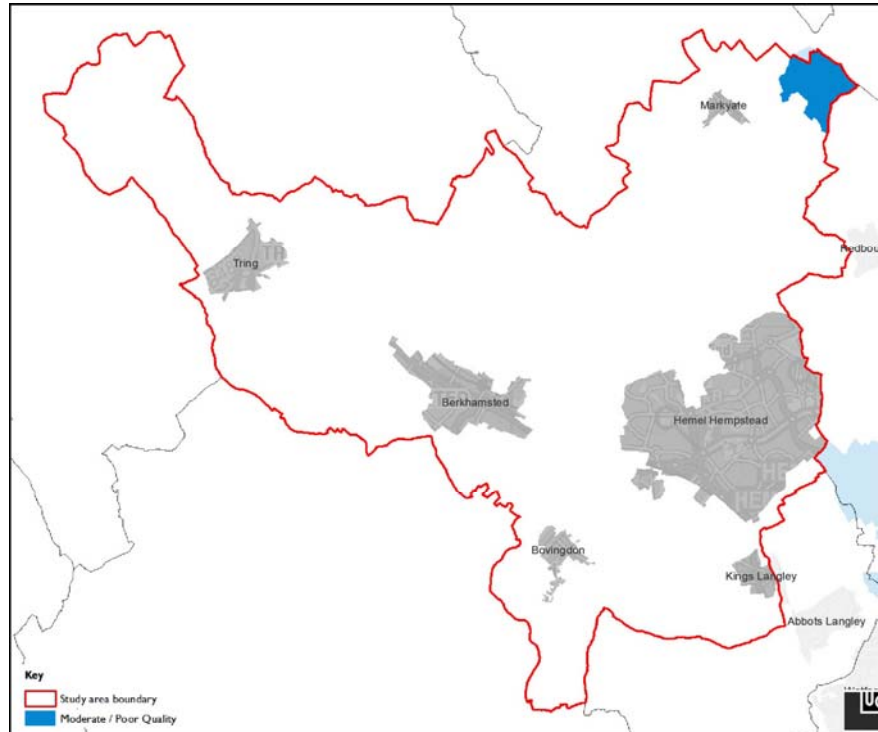 Markyate
Tring
Berkhamsted
Hemel Hempstead
Bovingdon
Kings Langley
Abbots Langley
Key
Study area boundary
Moderate / Poor Quality